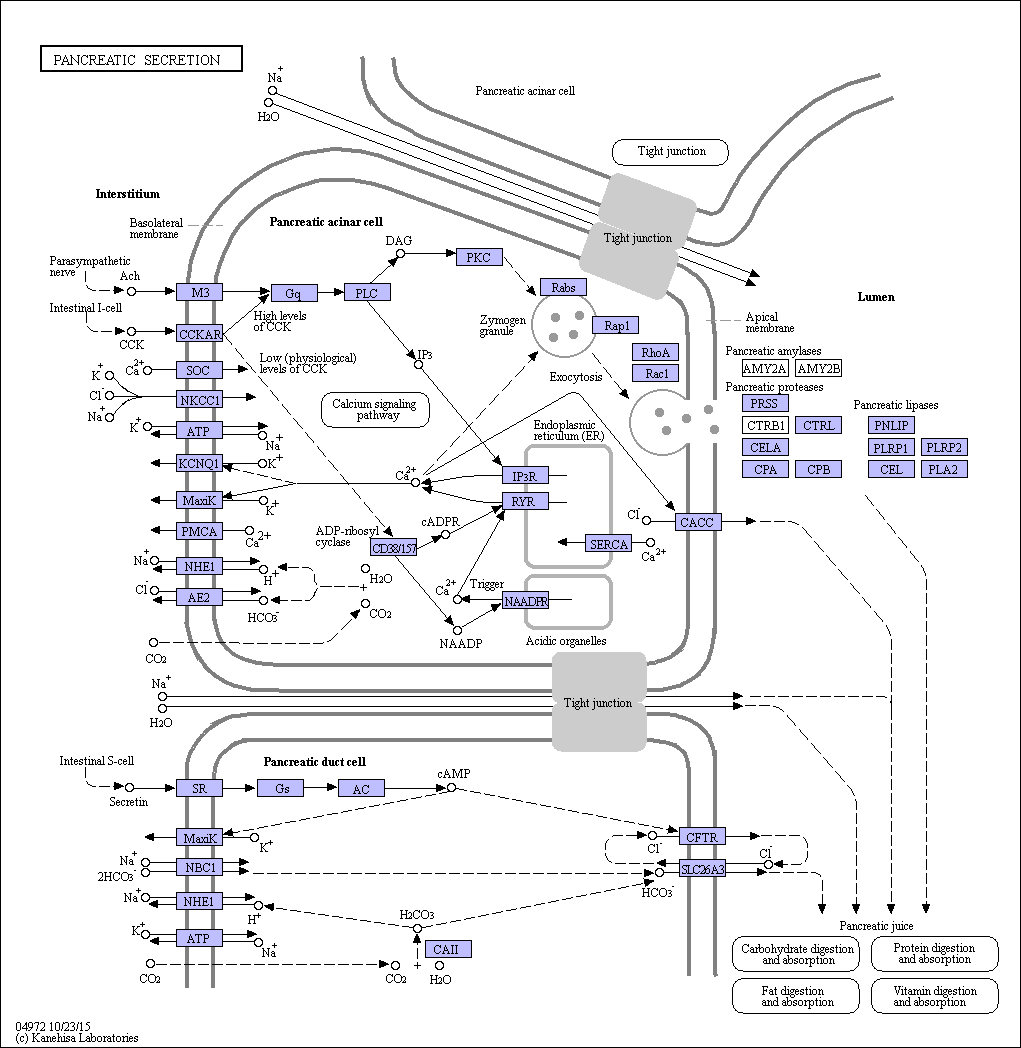 PANCREATIC SECRETION
Na+
H2O
Pancreatic acinar cell
Tight junction
Interstitium
Basolateral
membrane
Pancreatic acinar cell
Tight junction
DAG
PKC
Parasympathetic
nerve
Ach
M3
Gq
PLC
Rabs
Lumen
Intestinal I-cell
CCK
CCKAR
High levels
of CCK
Zymogen
granule
Rap1
Apical
membrane
Ca2+
SOC
Low (physiological)
levels of CCK
IP3
RhoA
Rac1
Exocytosis
Pancreatic amylases
AMY2A
AMY2B
Pancreatic proteases
K+
Cl-
Na+
NKCC1
Calcium signaling
pathway
PRSS
CTRB1
CTRL
CELA
CPA
CPB
Pancreatic lipases
PNLIP
PLRP1
PLRP2
CEL
PLA2
K+
ATP
Na+
Endoplasmic
reticulum (ER)
KCNQ1
K+
Ca2+
IP3R
MaxiK
K+
RYR
PMCA
Ca2+
ADP-ribosyl
cyclase
cADPR
CD38/157
Cl-
CACC
SERCA
Ca2+
Na+
NHE1
H+
H2O
Cl-
AE2
HCO3-
+
CO2
Ca2+
Trigger
NAADPR
CO2
NAADP
Acidic organelles
Na+
H2O
Tight junction
Intestinal S-cell
Pancreatic duct cell
Secretin
SR
Gs
AC
cAMP
MaxiK
K+
Cl-
CFTR
Cl-
Na+
2HCO3-
NBC1
HCO3-
SLC26A3
Na+
NHE1
H+
H2CO3
K+
ATP
Na+
CAII
CO2
CO2
+
H2O
Pancreatic juice
Carbohydrate digestion
and absorption
Protein digestion
and absorption
Fat digestion
and absorption
Vitamin digestion
and absorption
04972 10/23/15
(c) Kanehisa Laboratories